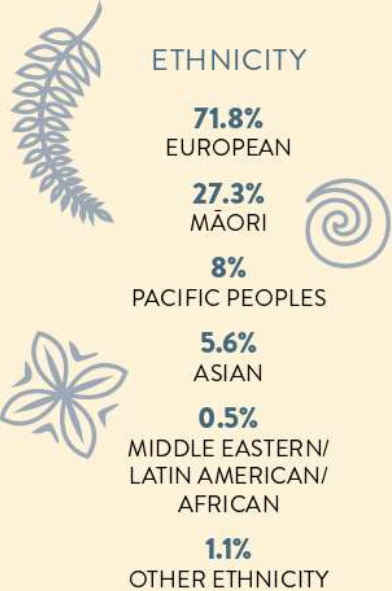 ETHNICITY
71.8%
EUROPEAN
27.3%
MĀORI
8%
PACIFIC PEOPLES
5.6%
ASIAN
0.5%
MIDDLE EASTERN/
LATIN AMERICAN/
AFRICAN
1.1%
OTHER ETHNICITY